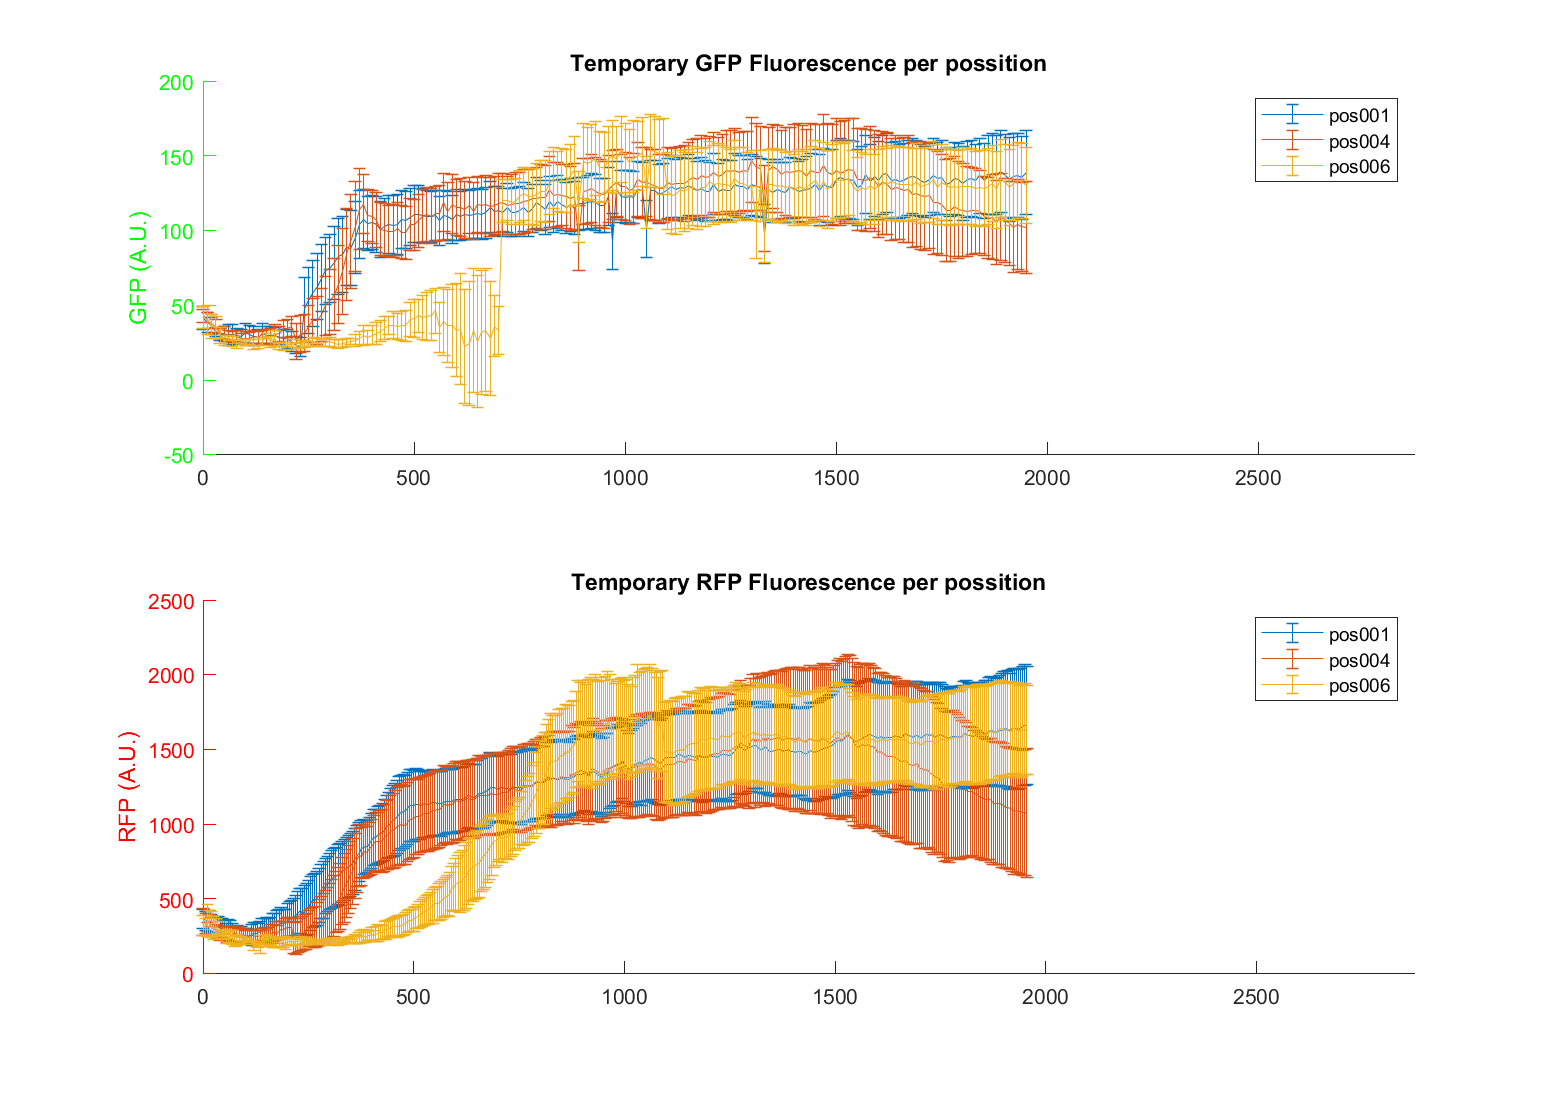 Temporary GFP Fluorescence per possition
200
150
100
50
0
-50
GFP (A.U.)
0 500 1000 1500 2000 2500
pos001
pos004
pos006
Temporary RFP Fluorescence per possition
2500
2000
1500
1000
500
0
RFP (A.U.)
0 500 1000 1500 2000 2500
pos001
pos004
pos006